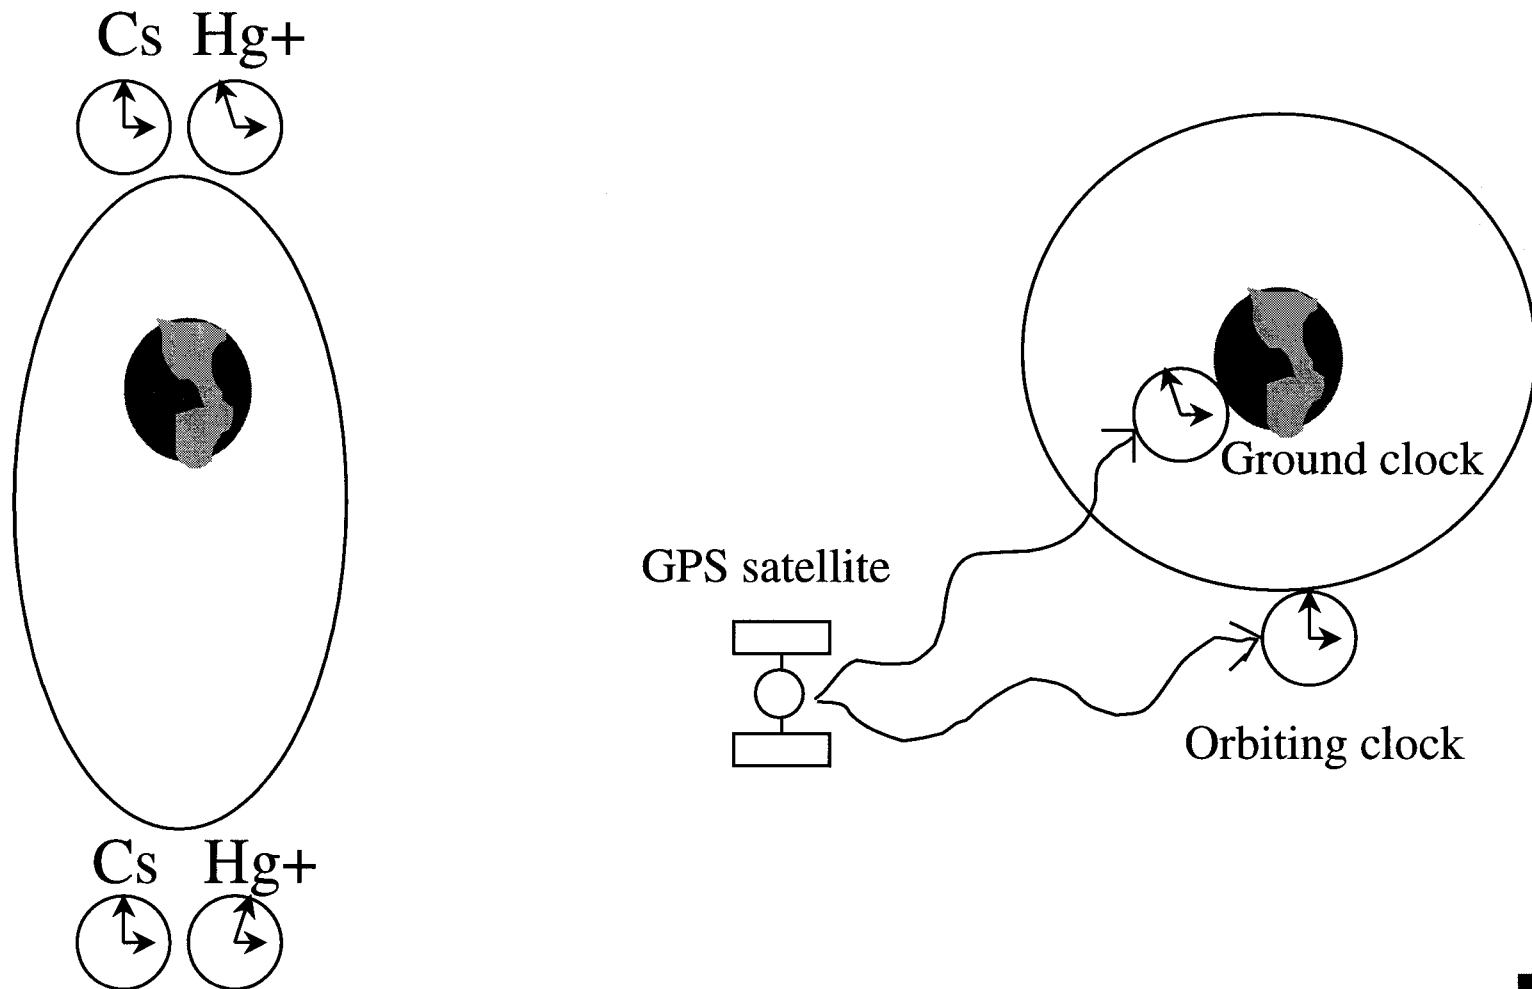 Cs Hg+
Ground clock
GPS satellite
Orbiting clock
Cs Hg+